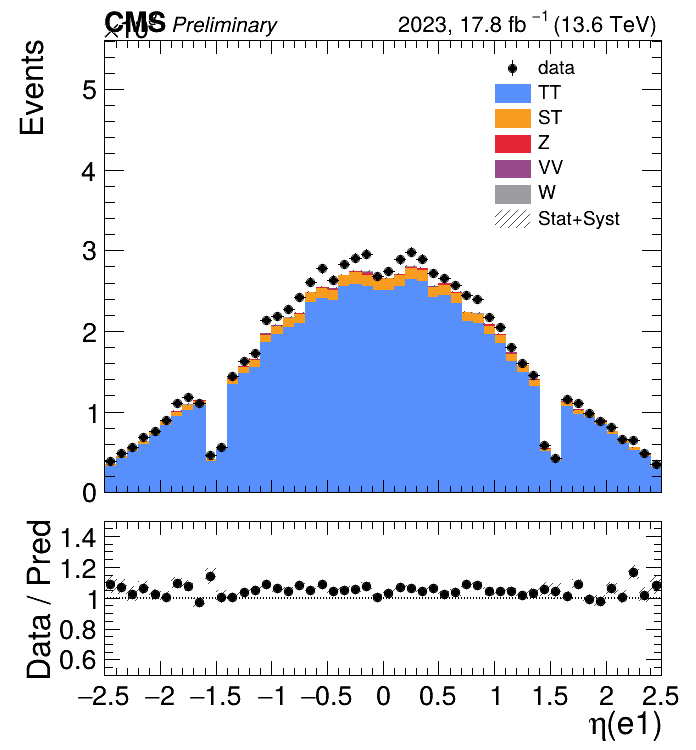 CMS Preliminary 2023, 17.8 fb⁻¹ (13.6 TeV)
Events
data
TT
ST
Z
VV
W
Stat+Syst
5
4
3
2
1
0
Data / Pred
1.4
1.2
1
0.8
0.6
−2.5 −2 −1.5 −1 −0.5 0 0.5 1 1.5 2 2.5
η(e1)